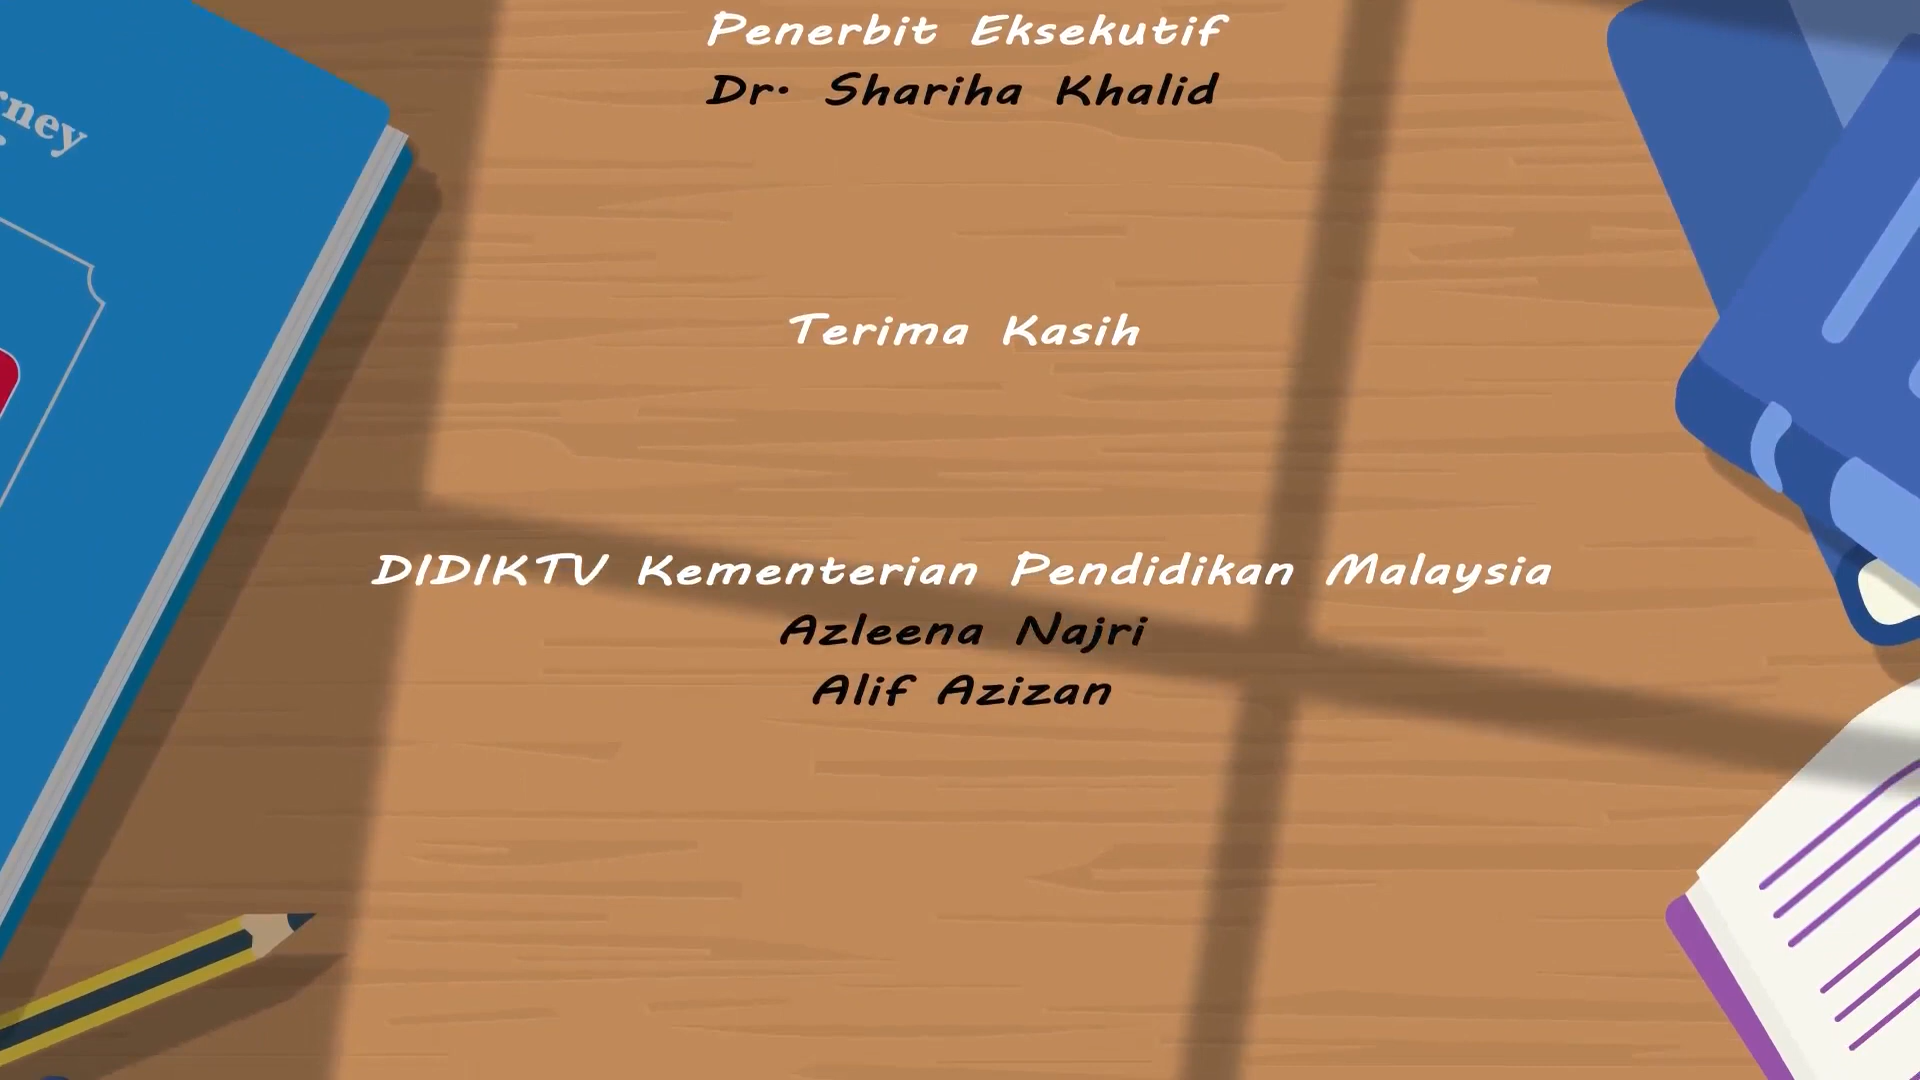 Penerbit Eksekutif
Dr. Shariha Khalid
Terima Kasih
DIDIKTV Kementerian Pendidikan Malaysia
Azleena Najri
Alif Azizan